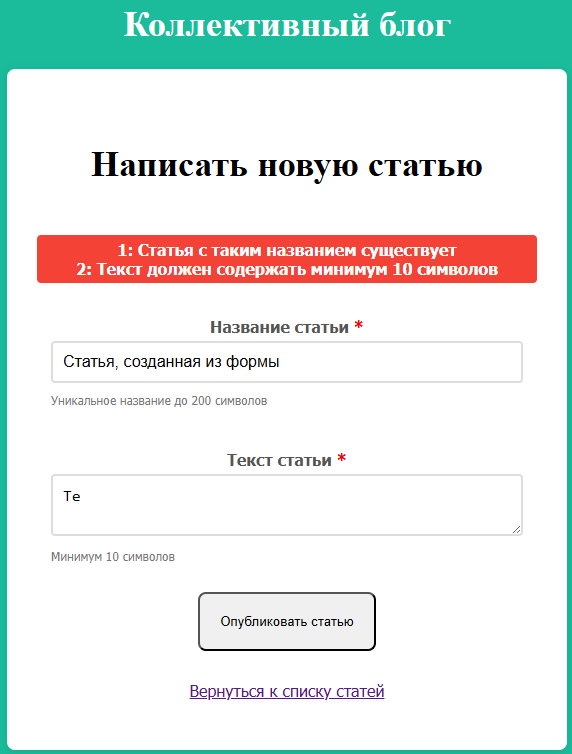 Коллективный блог
Написать новую статью
1: Статья с таким названием существует
2: Текст должен содержать минимум 10 символов
Название статьи *
Статья, созданная из формы
Уникальное название до 200 символов
Текст статьи *
Те
Минимум 10 символов
Опубликовать статью
Вернуться к списку статей